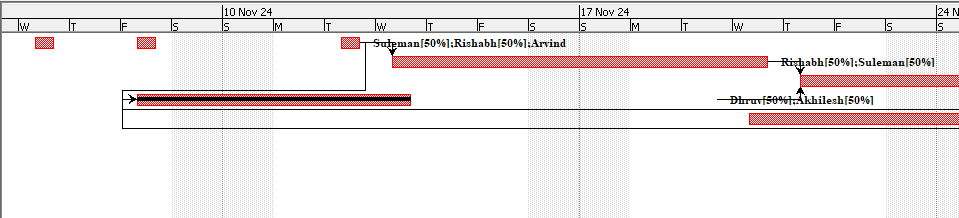 10 Nov 24 17 Nov 24 24 N
W T F S S M T W T F S S M T W T F S S
Suleman[50%];Rishabh[50%];Arvind
Rishabh[50%];Suleman[50%]
Dhruv[50%];Akhilesh[50%]